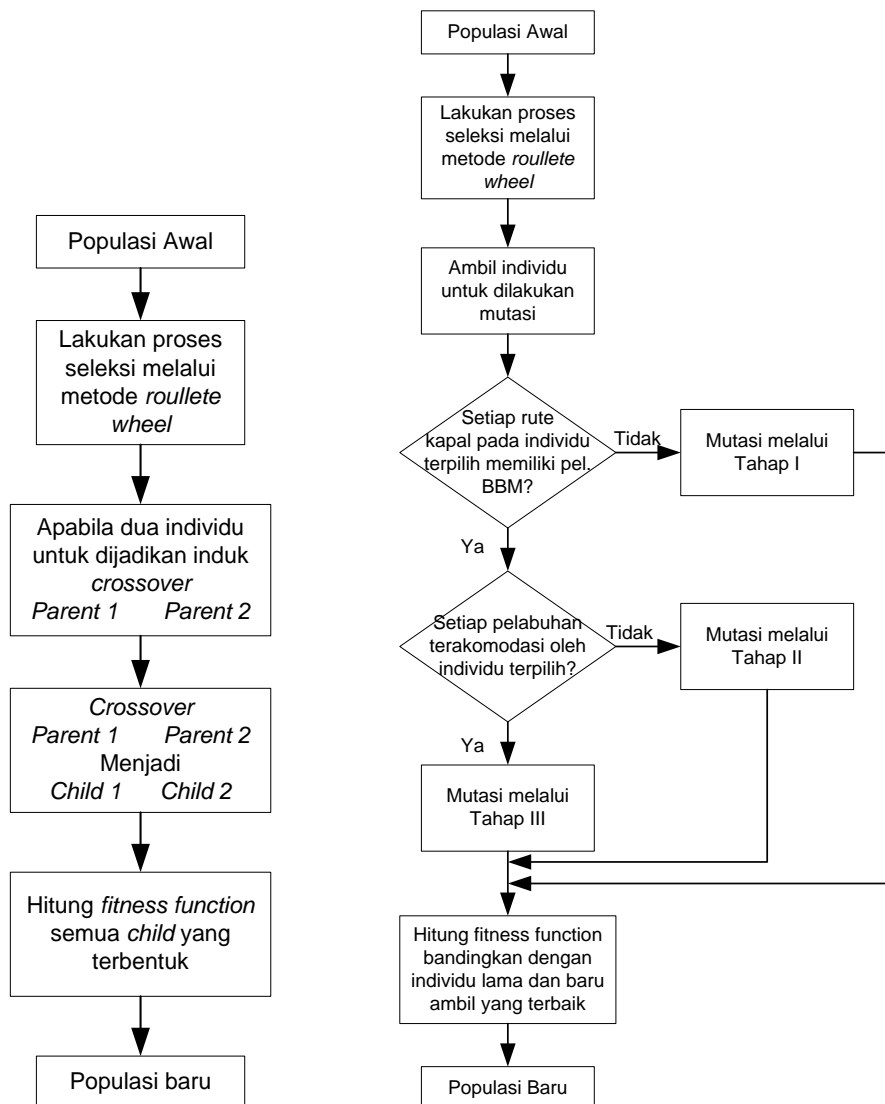 Populasi Awal
Lakukan proses
seleksi melalui
metode roullete
wheel
Apabila dua individu
untuk dijadikan induk
crossover
Parent 1 Parent 2
Crossover
Parent 1 Parent 2
Menjadi
Child 1 Child 2
Hitung fitness function
semua child yang
terbentuk
Populasi baru
Populasi Awal
Lakukan proses
seleksi melalui
metode roullete
wheel
Ambil individu
untuk dilakukan
mutasi
Setiap rute
kapal pada individu
terpilih memiliki pel.
BBM?
Tidak
Mutasi melalui
Tahap I
Ya
Setiap pelabuhan
terakomodasi oleh
individu terpilih?
Tidak
Mutasi melalui
Tahap II
Ya
Mutasi melalui
Tahap III
Hitung fitness function
bandingkan dengan
individu lama dan baru
ambil yang terbaik
Populasi Baru